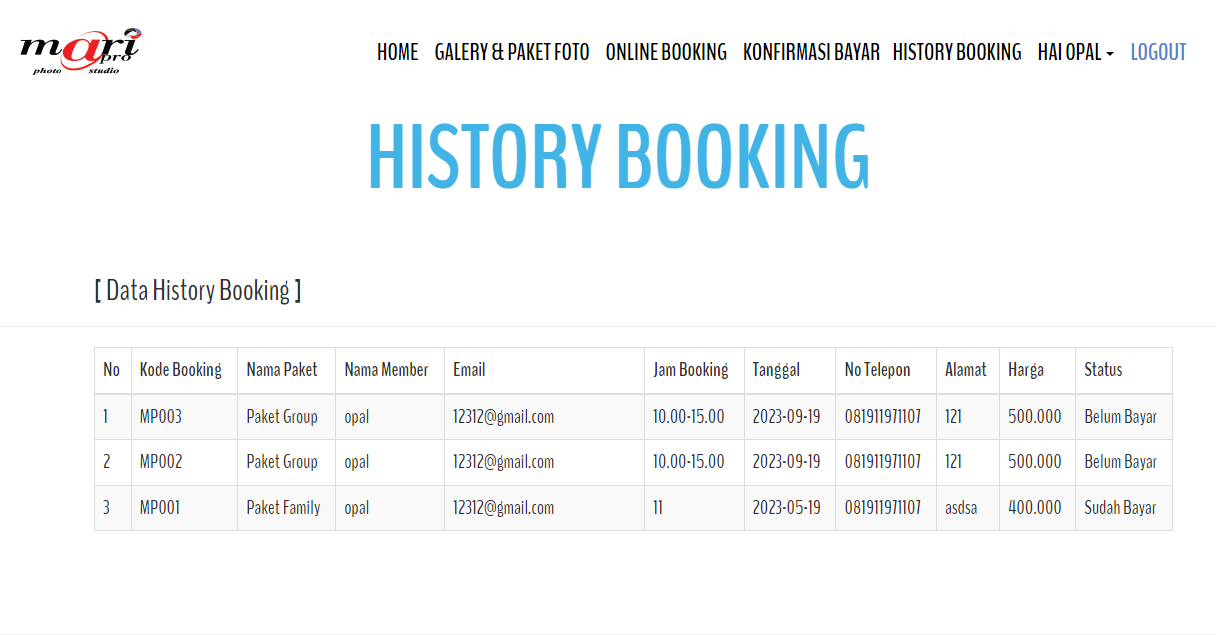 mari
pro
photo studio
HOME GALERY & PAKET FOTO ONLINE BOOKING KONFIRMASI BAYAR HISTORY BOOKING HAI OPAL LOGOUT
HISTORY BOOKING
[ Data History Booking ]
No Kode Booking Nama Paket Nama Member Email Jam Booking Tanggal No Telepon Alamat Harga Status
1 MP003 Paket Group opal 12312@gmail.com 10.00-15.00 2023-09-19 081911971107 121 500.000 Belum Bayar
2 MP002 Paket Group opal 12312@gmail.com 10.00-15.00 2023-09-19 081911971107 121 500.000 Belum Bayar
3 MP001 Paket Family opal 12312@gmail.com 11 2023-05-19 081911971107 asdsa 400.000 Sudah Bayar